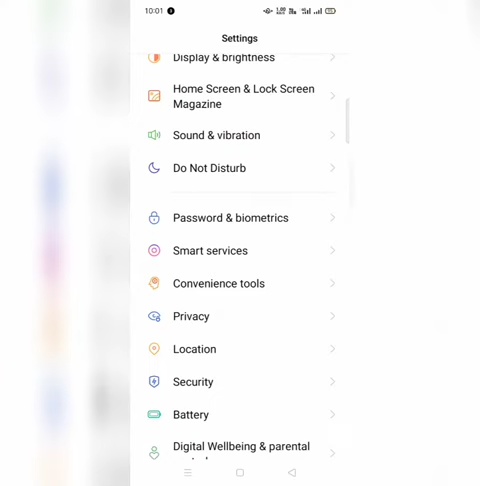 10:01
Settings
Display & brightness
Home Screen & Lock Screen
Magazine
Sound & vibration
Do Not Disturb
Password & biometrics
Smart services
Convenience tools
Privacy
Location
Security
Battery
Digital Wellbeing & parental